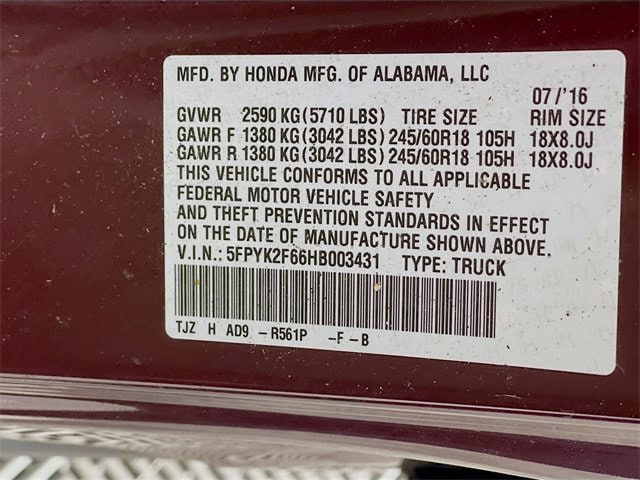 MFD. BY HONDA MFG. OF ALABAMA, LLC
07/'16
GVWR 2590 KG(5710 LBS) TIRE SIZE RIM SIZE
GAWR F 1380 KG(3042 LBS) 245/60R18 105H 18X8.0J
GAWR R 1380 KG(3042 LBS) 245/60R18 105H 18X8.0J
THIS VEHICLE CONFORMS TO ALL APPLICABLE
FEDERAL MOTOR VEHICLE SAFETY
AND THEFT PREVENTION STANDARDS IN EFFECT
ON THE DATE OF MANUFACTURE SHOWN ABOVE.
V.I.N.: 5FPYK2F66HB003431 TYPE: TRUCK
TJZ H AD9 -R561P -F-B